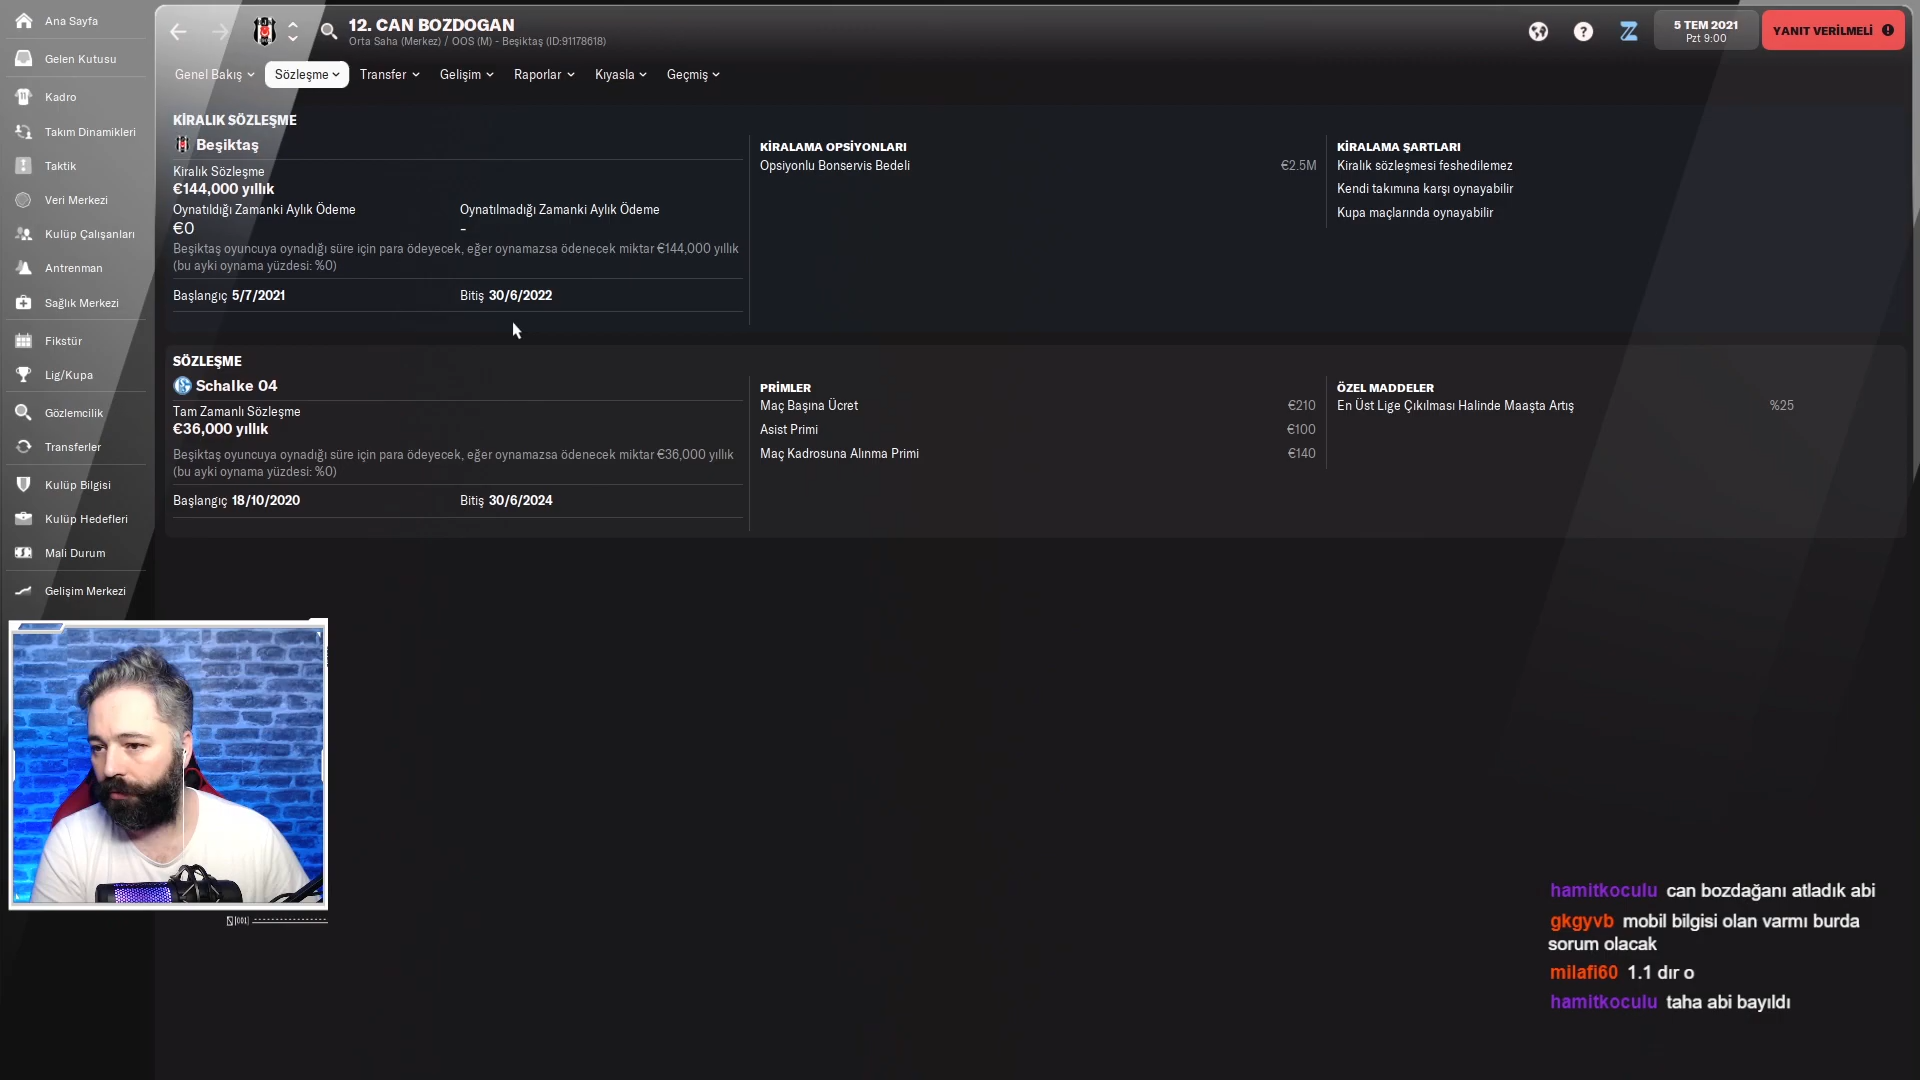 Ana Sayfa
Gelen Kutusu
Kadro
Takım Dinamikleri
Taktik
Veri Merkezi
Kulüp Çalışanları
Antrenman
Sağlık Merkezi
Fikstür
Lig/Kupa
Gözlemcilik
Transferler
Kulüp Bilgisi
Kulüp Hedefleri
Mali Durum
Gelişim Merkezi
12. CAN BOZDOGAN
Orta Saha (Merkez) / OOS (M) - Beşiktaş (ID:91178618)
5 TEM 2021
Pzt 9:00
YANIT VERİLMELİ
Genel Bakış
Sözleşme
Transfer
Gelişim
Raporlar
Kıyasla
Geçmiş
KİRALIK SÖZLEŞME
Beşiktaş
Kiralık Sözleşme
€144,000 yıllık
Oynatıldığı Zamanki Aylık Ödeme
Oynatılmadığı Zamanki Aylık Ödeme
€0
-
Beşiktaş oyuncuya oynadığı süre için para ödeyecek, eğer oynamazsa ödenecek miktar €144,000 yıllık
(bu ayki oynama yüzdesi: %0)
Başlangıç 5/7/2021
Bitiş 30/6/2022
KİRALAMA OPSİYONLARI
Opsiyonlu Bonservis Bedeli
€2.5M
KİRALAMA ŞARTLARI
Kiralık sözleşmesi feshedilemez
Kendi takımına karşı oynayabilir
Kupa maçlarında oynayabilir
SÖZLEŞME
Schalke 04
Tam Zamanlı Sözleşme
€36,000 yıllık
Beşiktaş oyuncuya oynadığı süre için para ödeyecek, eğer oynamazsa ödenecek miktar €36,000 yıllık
(bu ayki oynama yüzdesi: %0)
Başlangıç 18/10/2020
Bitiş 30/6/2024
PRİMLER
Maç Başına Ücret
€210
Asist Primi
€100
Maç Kadrosuna Alınma Primi
€140
ÖZEL MADDELER
En Üst Lige Çıkılması Halinde Maaşta Artış
%25
hamitkoculu can bozdağanı atladık abi
gkgyvb mobil bilgisi olan varmı burda
sorum olacak
milafi60 1.1 dır o
hamitkoculu taha abi bayıldı